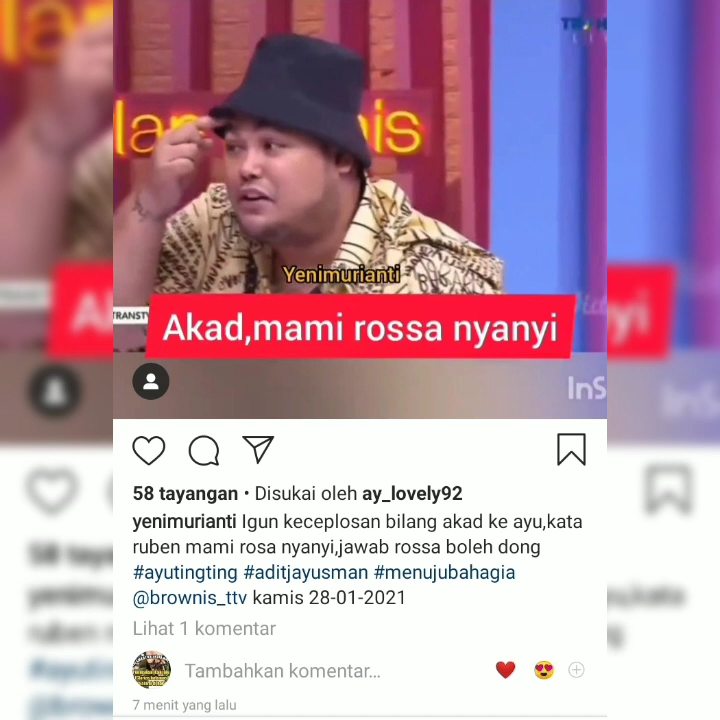 TRANSTV
Yenimurianti
Akad,mami rossa nyanyi
InS
58 tayangan • Disukai oleh ay_lovely92
yenimurianti Igun keceplosan bilang akad ke ayu,kata
ruben mami rosa nyanyi,jawab rossa boleh dong
#ayutingting #aditjayusman #menujubahagia
@brownis_ttv kamis 28-01-2021
Lihat 1 komentar
Tambahkan komentar...
7 menit yang lalu